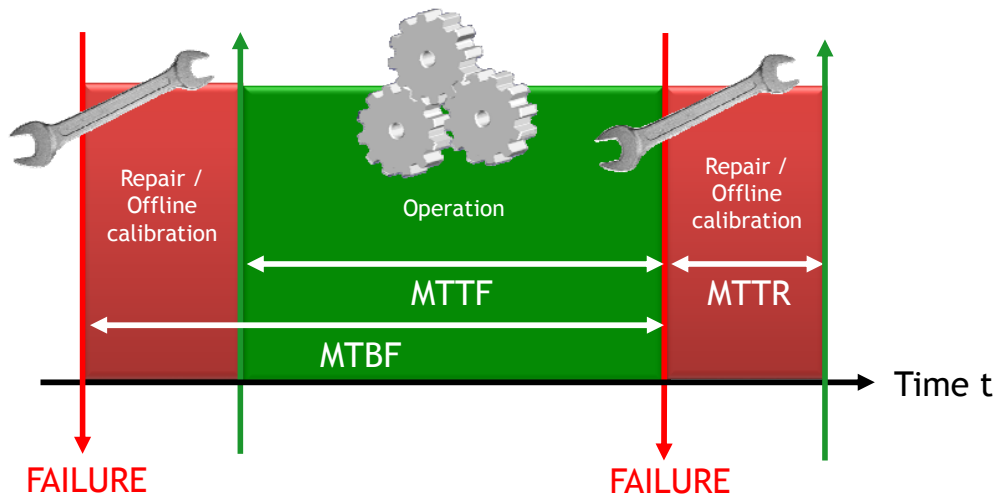 Repair /
Offline
calibration
Operation
Repair /
Offline
calibration
MTTF
MTTR
MTBF
Time t
FAILURE
FAILURE